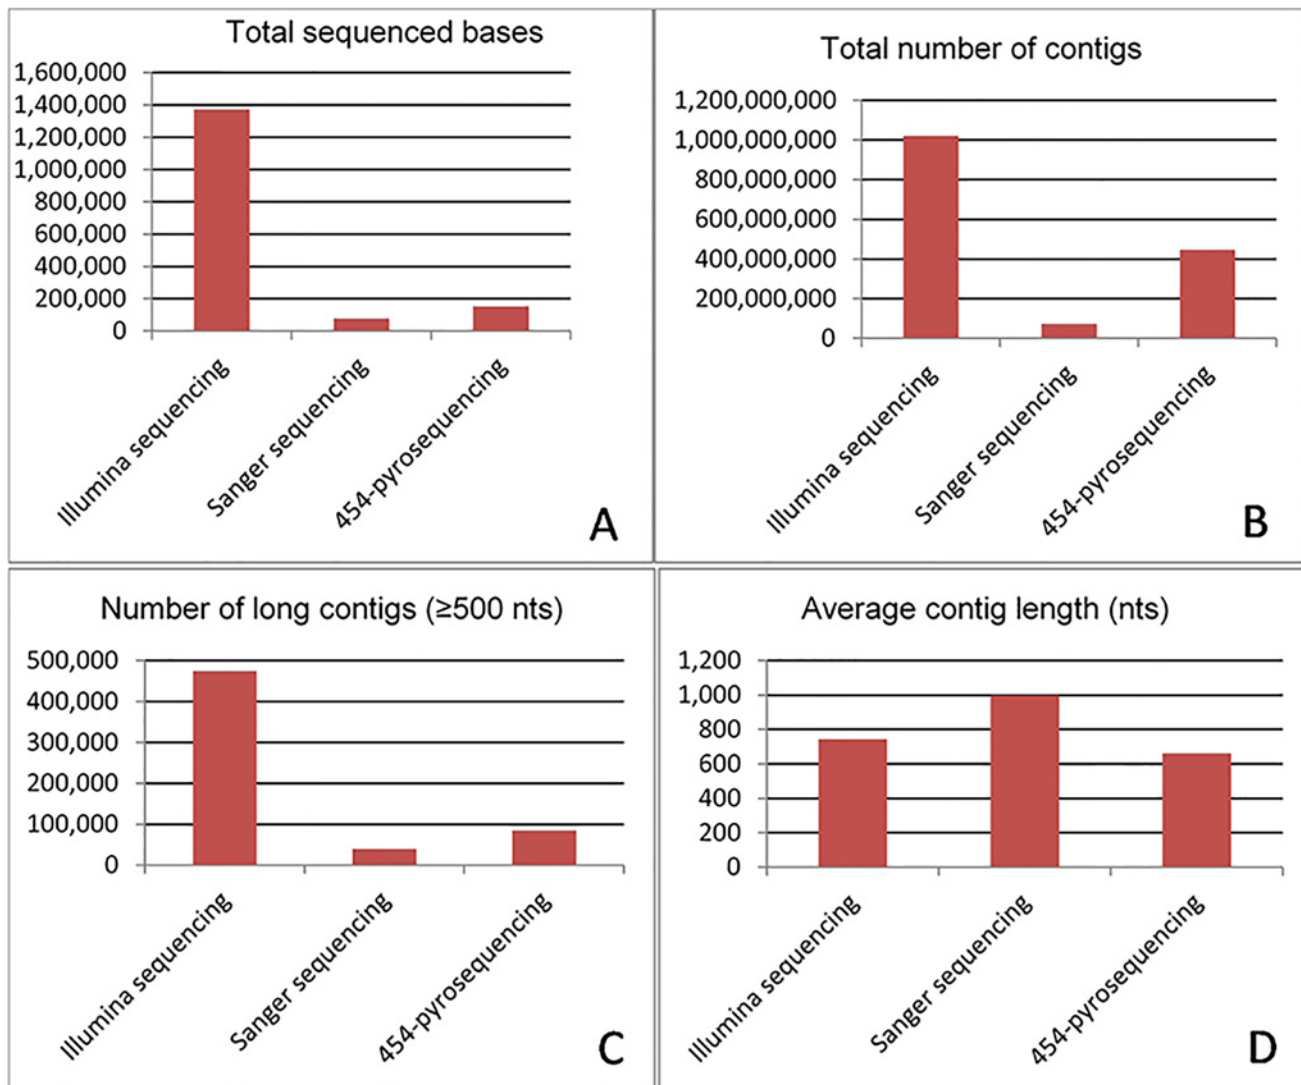 Total sequenced bases
1,600,000
1,400,000
1,200,000
1,000,000
800,000
600,000
400,000
200,000
0
Illumina sequencing
Sanger sequencing
454-pyrosequencing
A
Total number of contigs
1,200,000,000
1,000,000,000
800,000,000
600,000,000
400,000,000
200,000,000
0
Illumina sequencing
Sanger sequencing
454-pyrosequencing
B
Number of long contigs (≥500 nts)
500,000
400,000
300,000
200,000
100,000
0
Illumina sequencing
Sanger sequencing
454-pyrosequencing
C
Average contig length (nts)
1,200
1,000
800
600
400
200
0
Illumina sequencing
Sanger sequencing
454-pyrosequencing
D